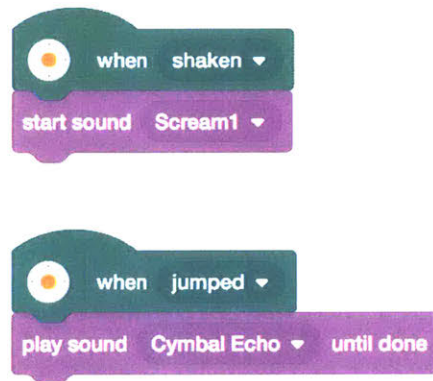 when shaken
start sound Scream1
when jumped
play sound Cymbal Echo until done